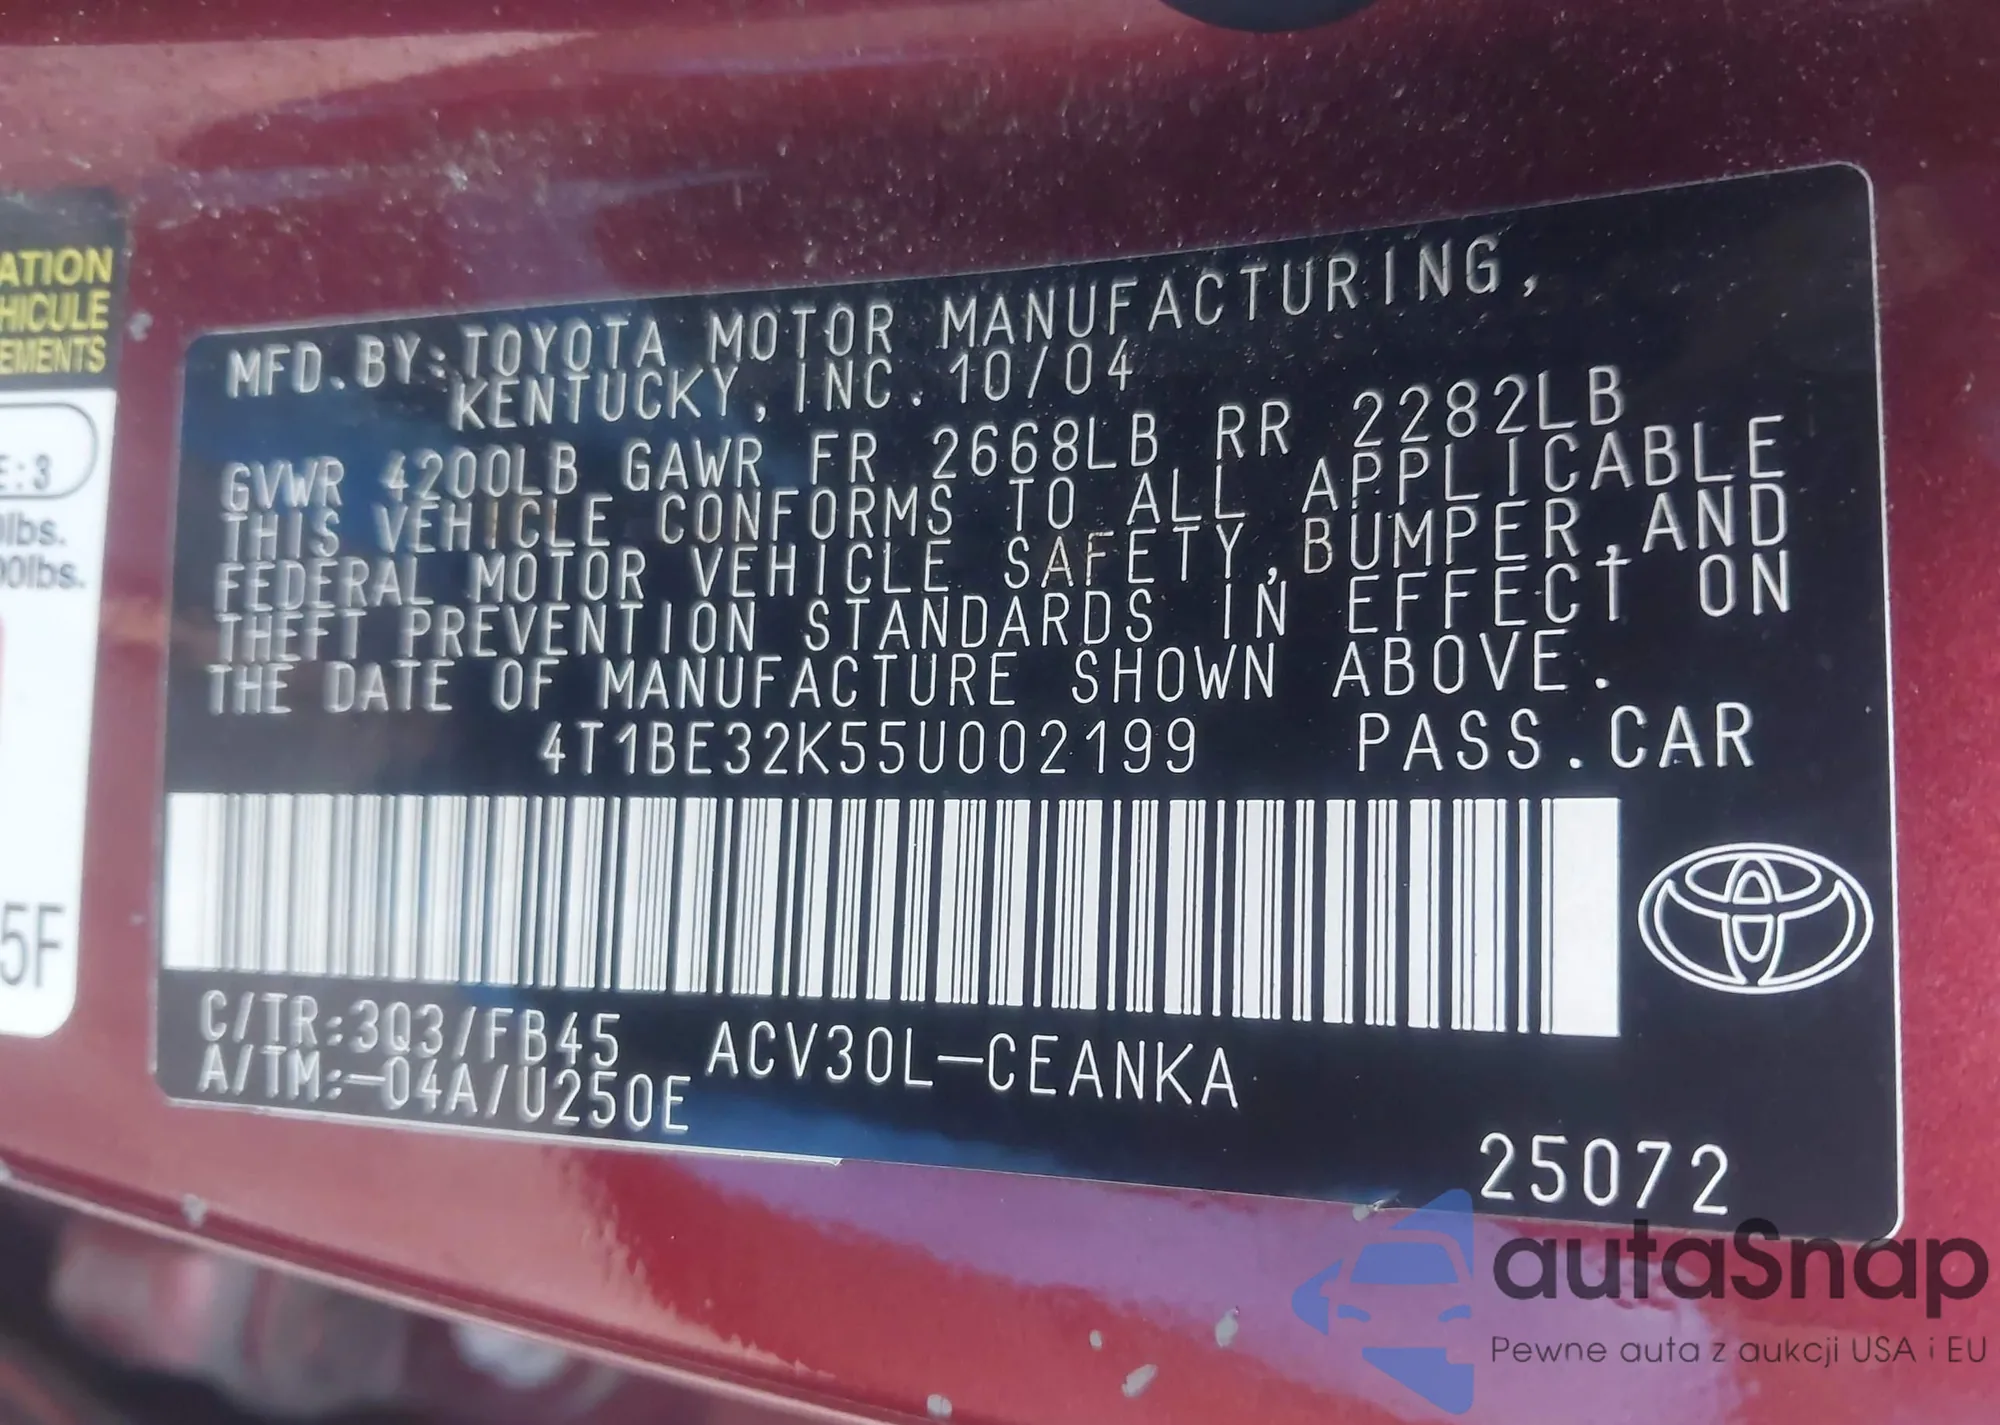 ATION
HICULE
EMENTS
E:3
0lbs.
00lbs.
5F
MFD.BY:TOYOTA MOTOR MANUFACTURING,
KENTUCKY, INC. 10/04
GVWR 4200LB GAWR FR 2668LB RR 2282LB
THIS VEHICLE CONFORMS TO ALL APPLICABLE
FEDERAL MOTOR VEHICLE SAFETY,BUMPER,AND
THEFT PREVENTION STANDARDS IN EFFECT ON
THE DATE OF MANUFACTURE SHOWN ABOVE.
4T1BE32K55U002199 PASS.CAR
C/TR:3Q3/FB45 ACV30L-CEANKA
A/TM:-04A/U250E
25072
autaSnap
Pewne auta z aukcji USA i EU